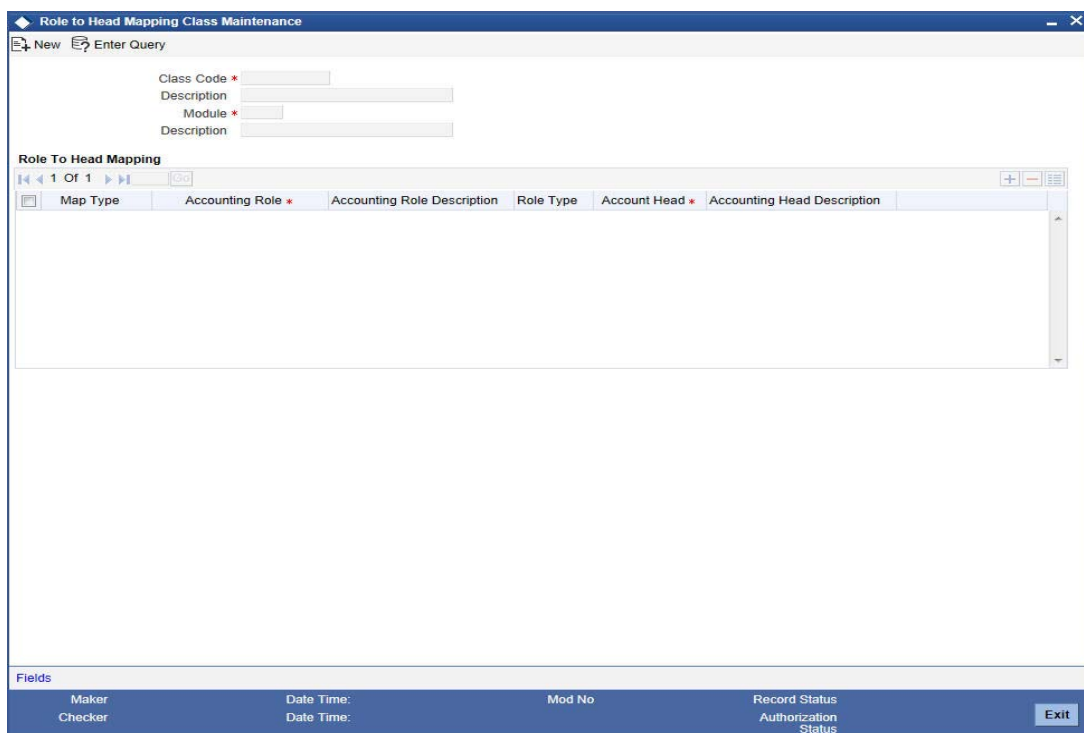 Role to Head Mapping Class Maintenance
New Enter Query
Class Code *
Description
Module *
Description
Role To Head Mapping
1 Of 1 Go
Map Type Accounting Role * Accounting Role Description Role Type Account Head * Accounting Head Description
Fields
Maker Date Time: Mod No Record Status
Checker Date Time: Authorization Status
Exit